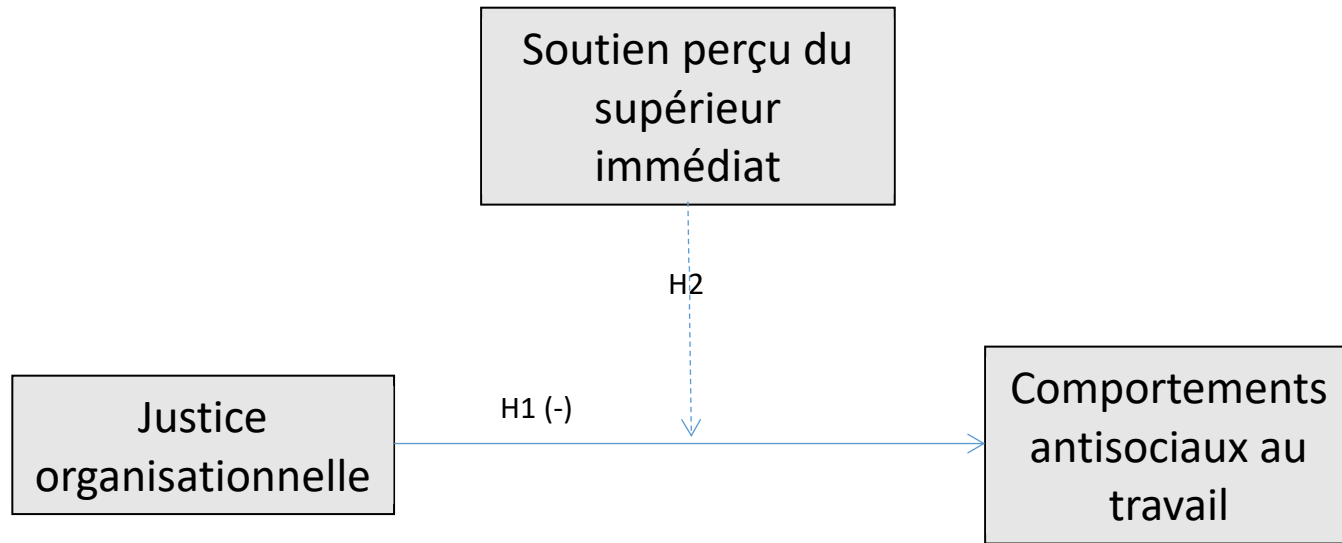 Soutien perçu du
supérieur
immédiat
H2
H1 (-)
Justice
organisationnelle
Comportements
antisociaux au
travail